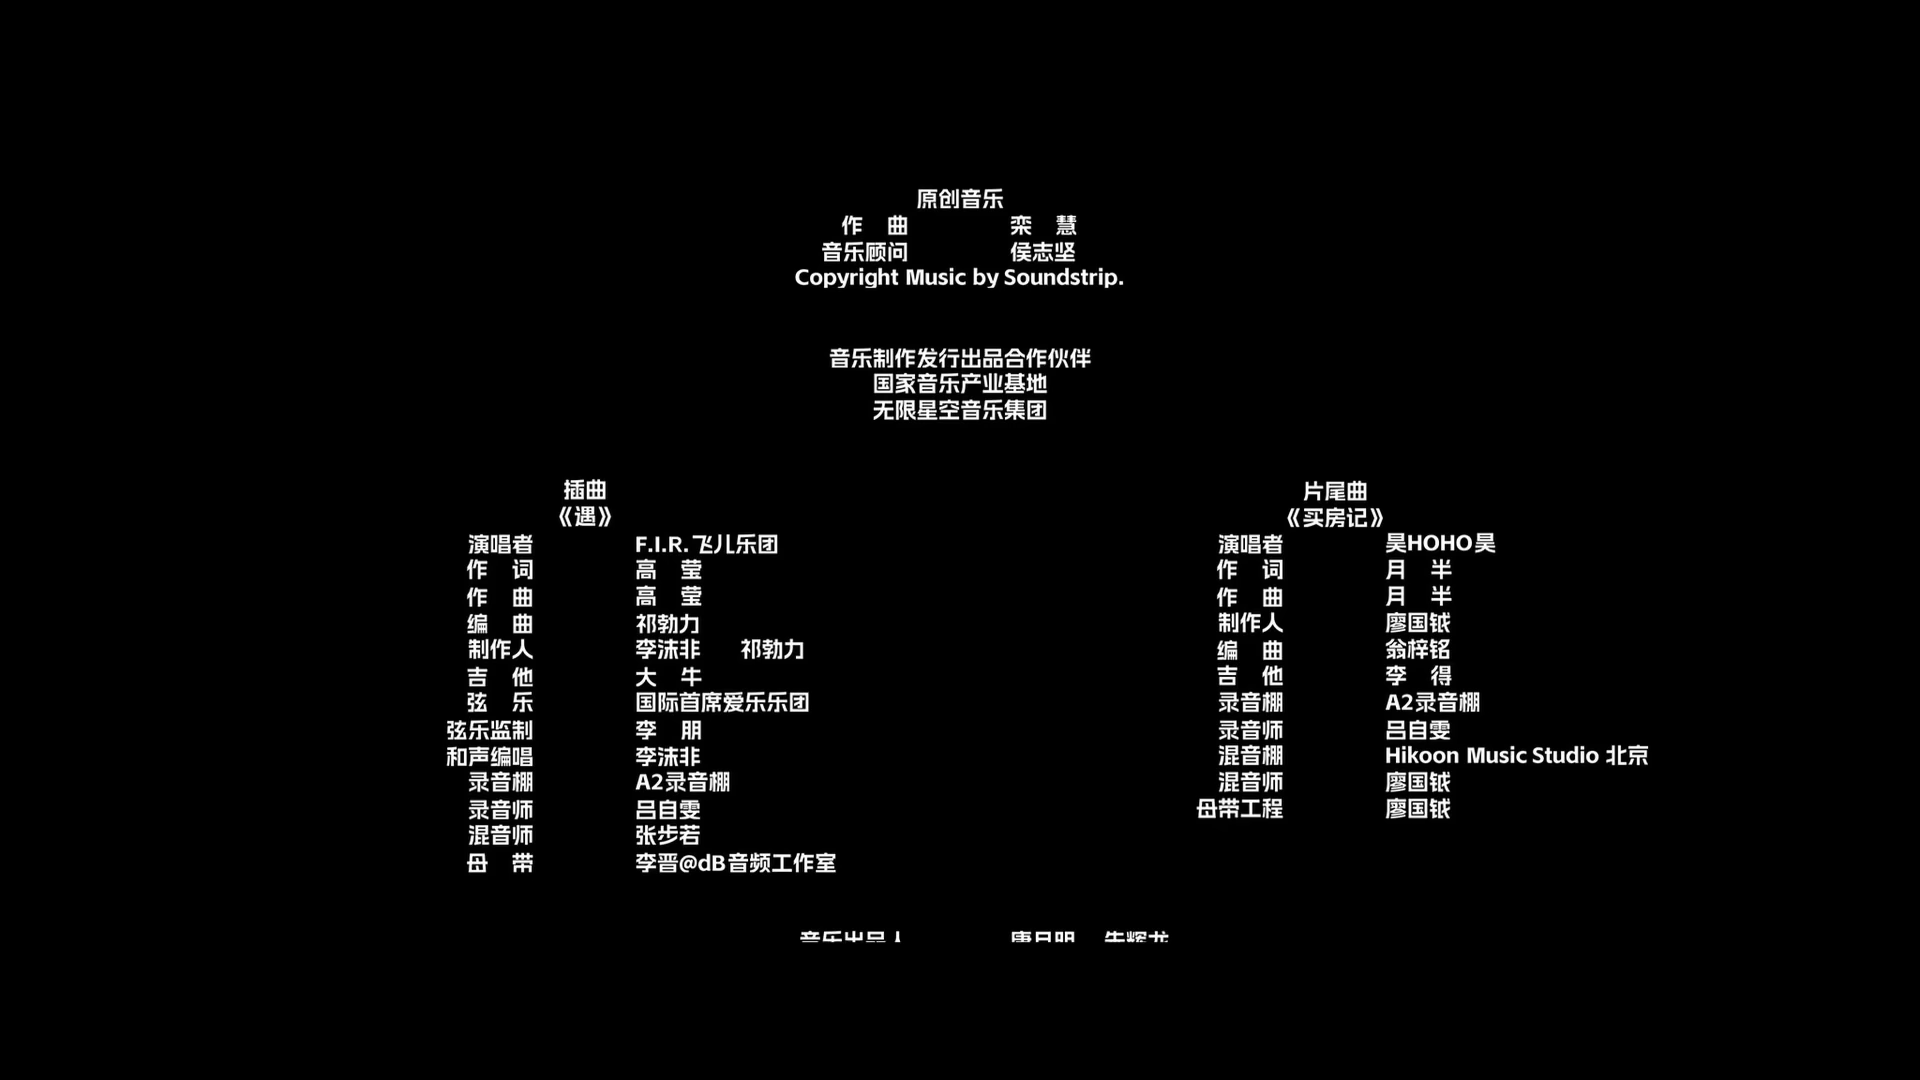 原创音乐
作 曲 栾 慧
音乐顾问 侯志坚
Copyright Music by Soundstrip.
音乐制作发行出品合作伙伴
国家音乐产业基地
无限星空音乐集团
插曲
《遇》
演唱者 F.I.R.飞儿乐团
作 词 高 莹
作 曲 高 莹
编 曲 祁勃力
制作人 李沫非 祁勃力
吉 他 大 牛
弦 乐 国际首席爱乐乐团
弦乐监制 李 朋
和声编唱 李沫非
录音棚 A2录音棚
录音师 吕自雯
混音师 张步若
母 带 李晋@dB音频工作室
片尾曲
《买房记》
演唱者 昊HOHO昊
作 词 月 半
作 曲 月 半
制作人 廖国钺
编 曲 翁梓铭
吉 他 李 得
录音棚 A2录音棚
录音师 吕自雯
混音棚 Hikoon Music Studio 北京
混音师 廖国钺
母带工程 廖国钺
音乐出品人